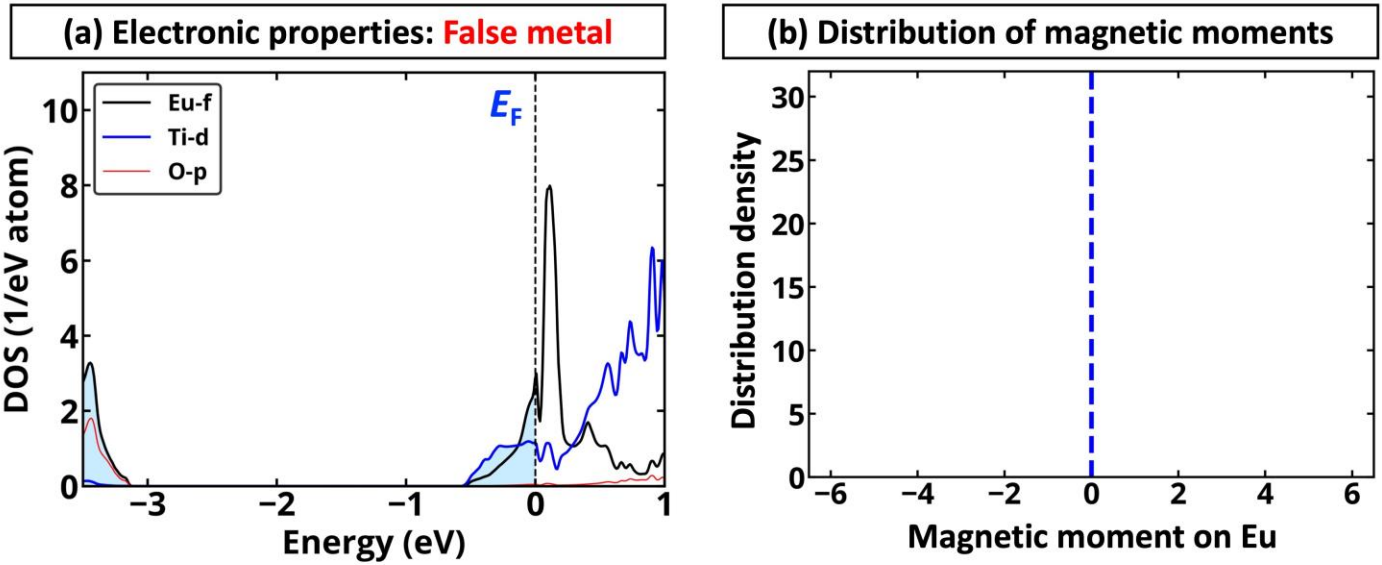 (a) Electronic properties: False metal
DOS (1/eV atom)
10
8
6
4
2
0
Eu-f
Ti-d
O-p
E_F
−3
−2
−1
0
1
Energy (eV)
(b) Distribution of magnetic moments
Distribution density
30
25
20
15
10
5
0
−6
−4
−2
0
2
4
6
Magnetic moment on Eu